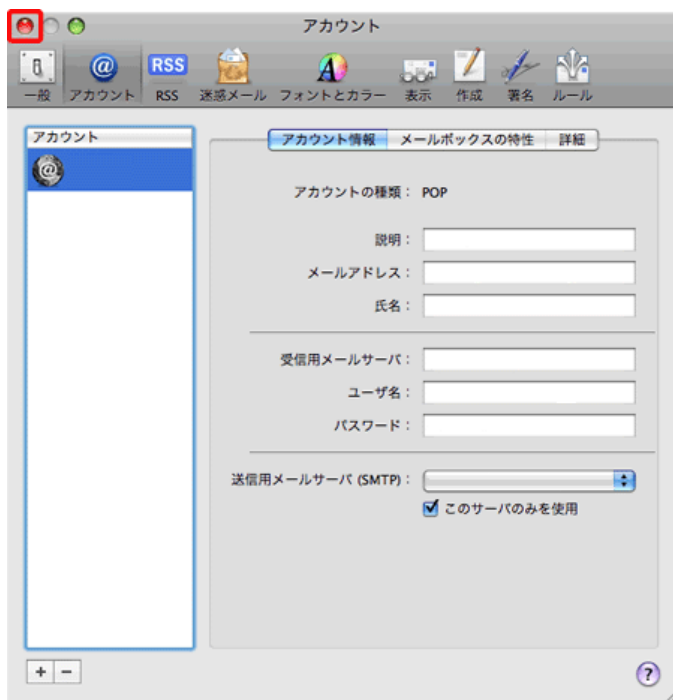 アカウント
RSS
一般 アカウント RSS 迷惑メール フォントとカラー 表示 作成 署名 ルール
アカウント
アカウント情報 メールボックスの特性 詳細
アカウントの種類： POP
説明：
メールアドレス：
氏名：
受信用メールサーバ：
ユーザ名：
パスワード：
送信用メールサーバ (SMTP)：
このサーバのみを使用
+ − ?